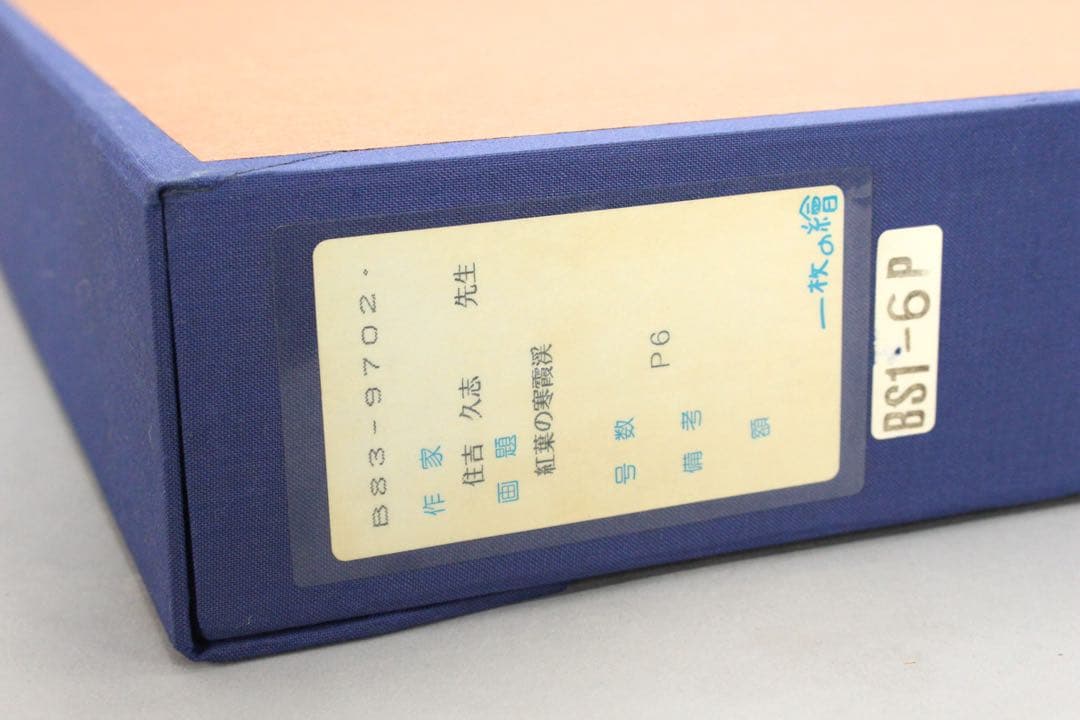 B883-9702.
作家
住吉 久志 先生
画題
紅葉の寒霞渓
号数
P6
備考
額
一枚の繪
BS1-6P